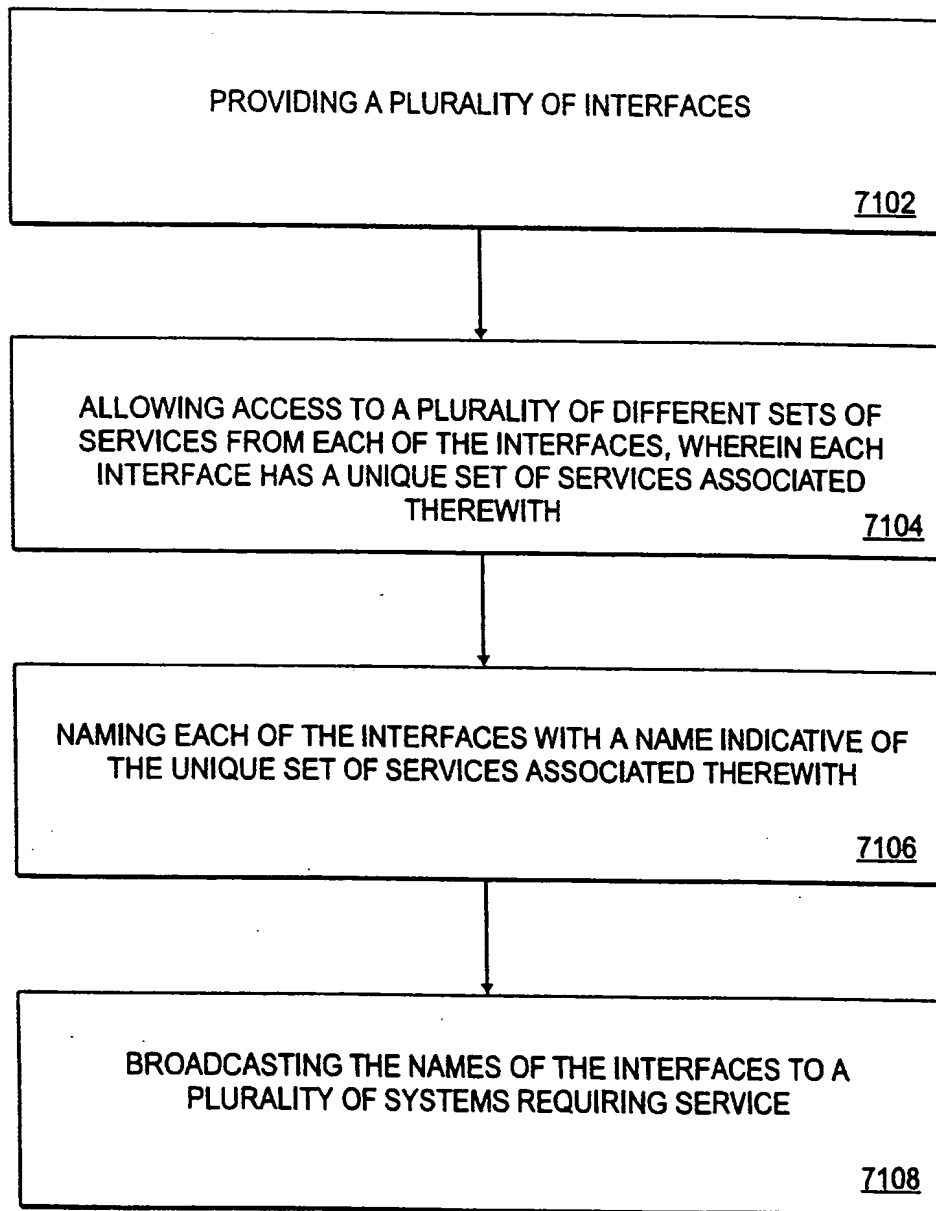 PROVIDING A PLURALITY OF INTERFACES
7102
ALLOWING ACCESS TO A PLURALITY OF DIFFERENT SETS OF
SERVICES FROM EACH OF THE INTERFACES, WHEREIN EACH
INTERFACE HAS A UNIQUE SET OF SERVICES ASSOCIATED
THEREWITH
7104
NAMING EACH OF THE INTERFACES WITH A NAME INDICATIVE OF
THE UNIQUE SET OF SERVICES ASSOCIATED THEREWITH
7106
BROADCASTING THE NAMES OF THE INTERFACES TO A
PLURALITY OF SYSTEMS REQUIRING SERVICE
7108